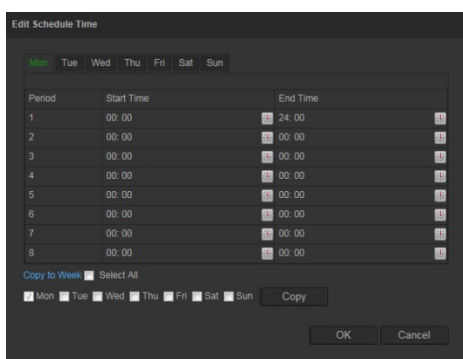 Edit Schedule Time
Mon Tue Wed Thu Fri Sat Sun
Period Start Time End Time
1 00: 00 24: 00
2 00: 00 00: 00
3 00: 00 00: 00
4 00: 00 00: 00
5 00: 00 00: 00
6 00: 00 00: 00
7 00: 00 00: 00
8 00: 00 00: 00
Copy to Week Select All
Mon Tue Wed Thu Fri Sat Sun Copy
OK Cancel